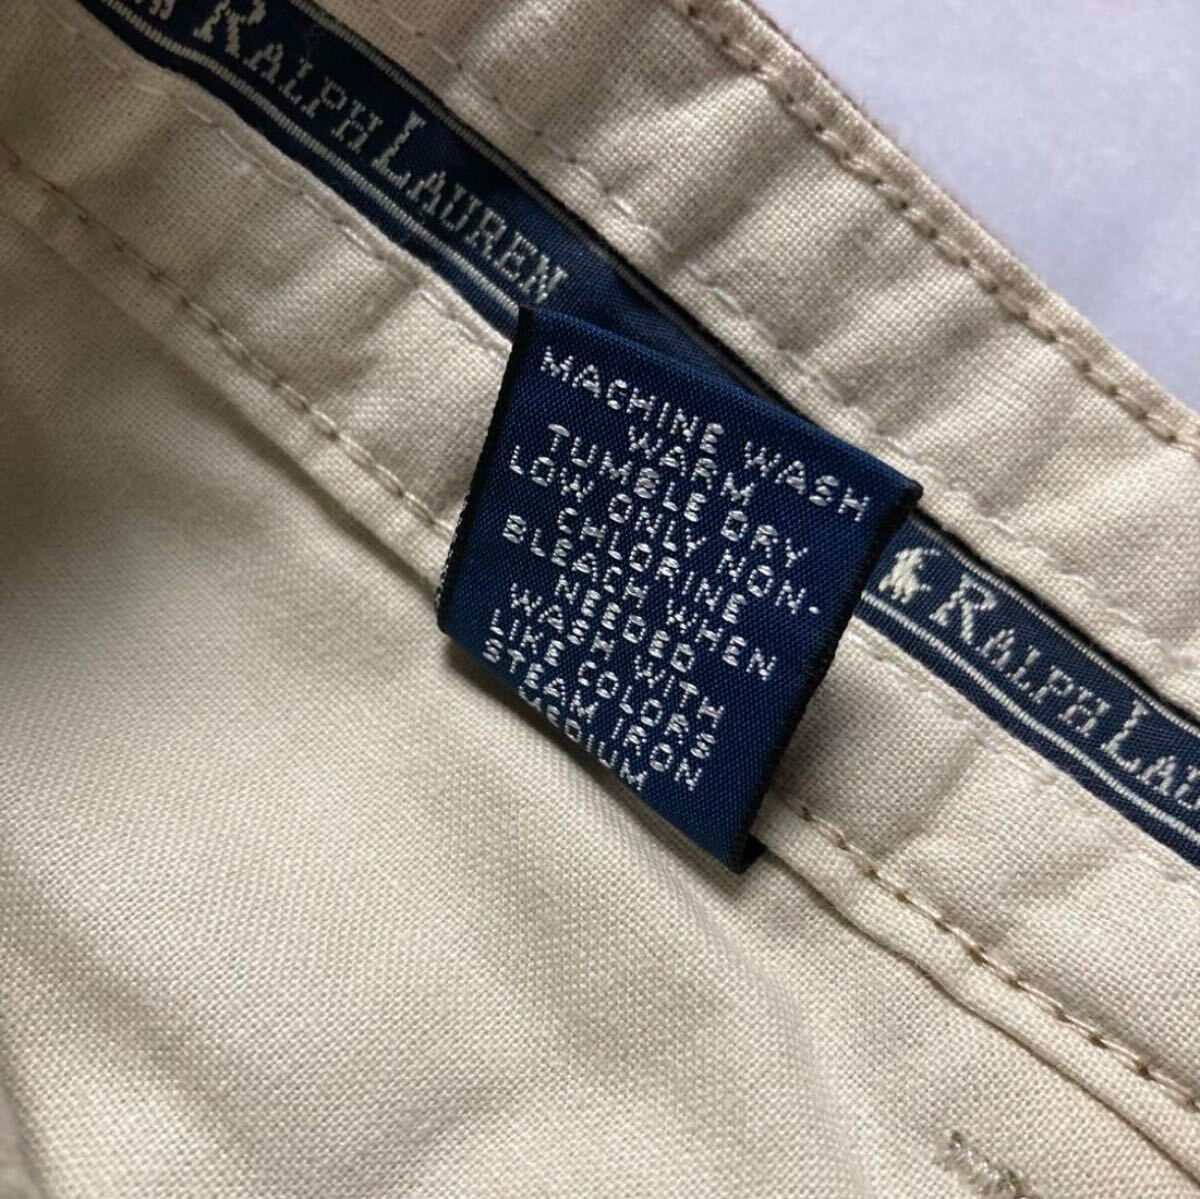 RALPH LAUREN
MACHINE WASH
WARM
TUMBLE DRY
LOW ONLY NON-
CHLORINE
BLEACH WHEN
NEEDED
WASH WITH
LIKE COLORS
STEAM IRON
MEDIUM
RALPH LAU